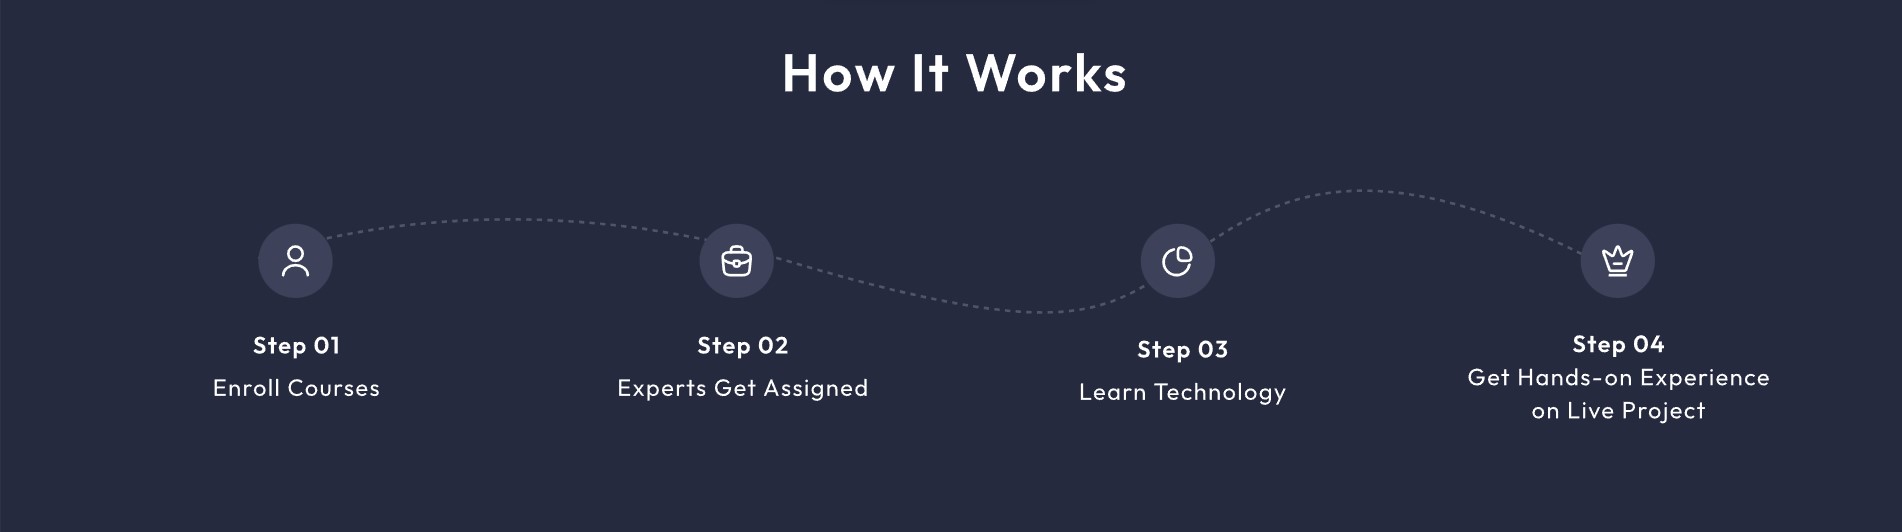 How It Works
Step 01
Enroll Courses
Step 02
Experts Get Assigned
Step 03
Learn Technology
Step 04
Get Hands-on Experience
on Live Project